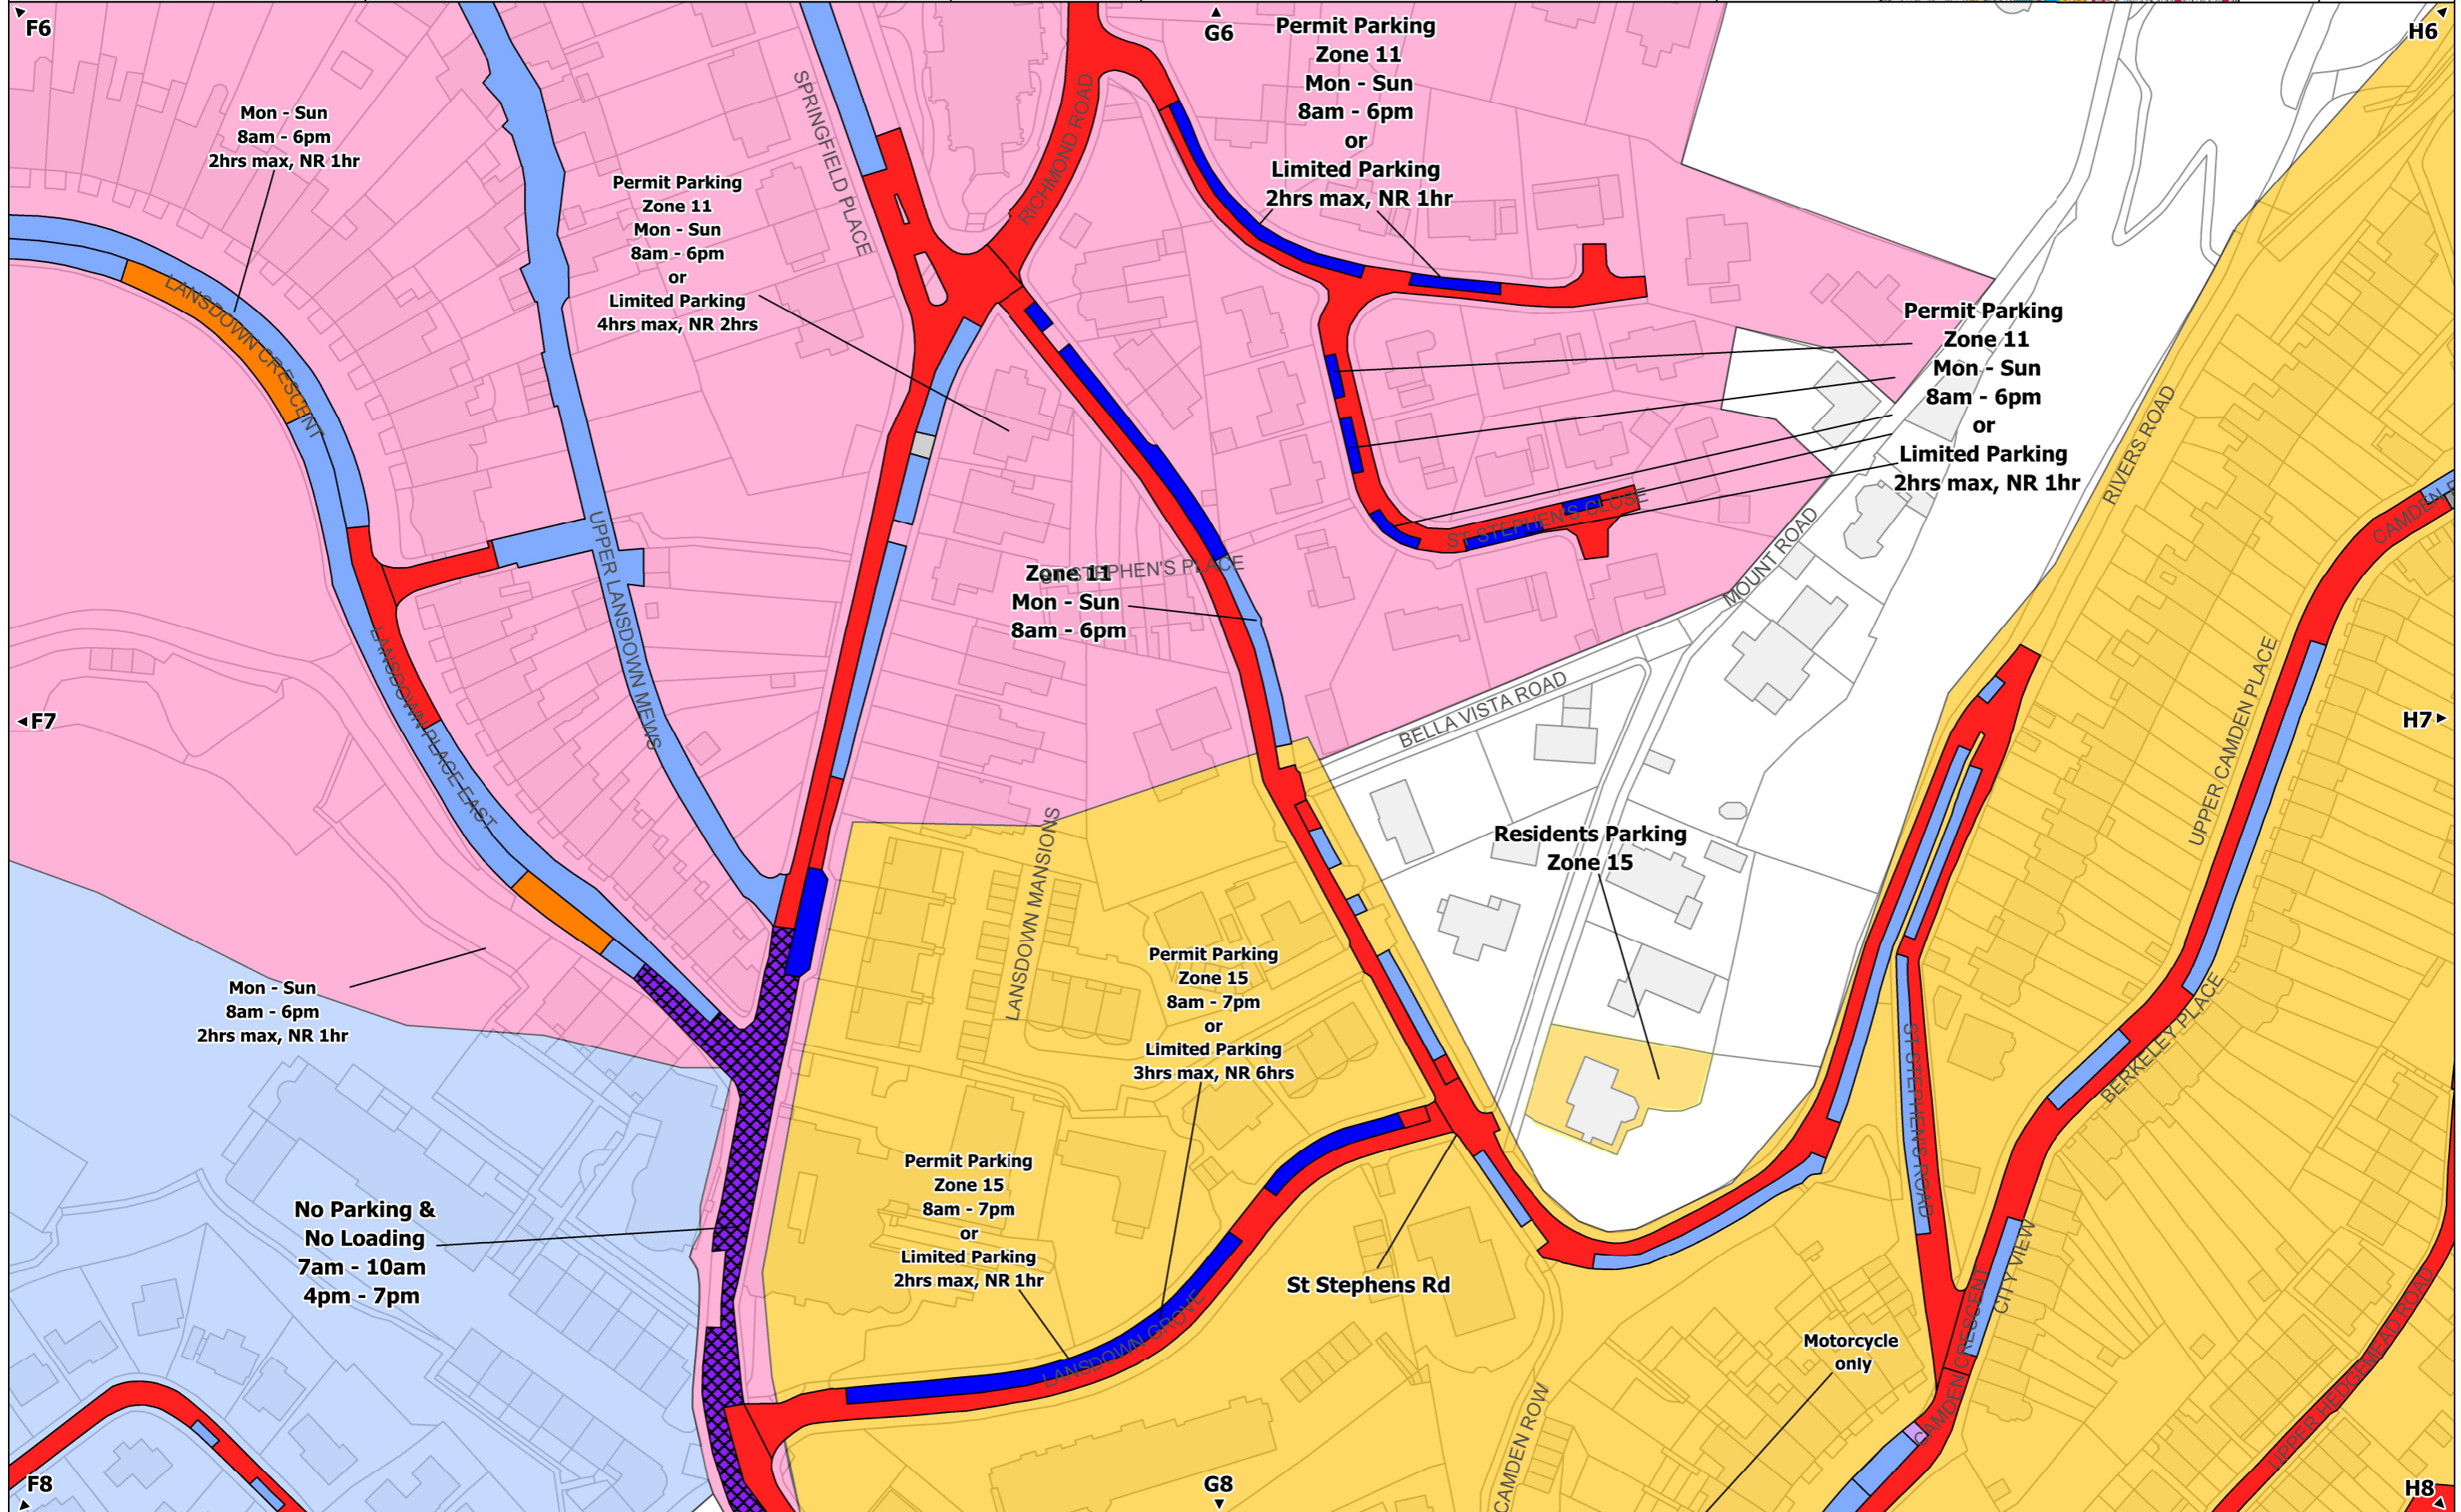 F6
G6
H6
Permit Parking
Zone 11
Mon - Sun
8am - 6pm
or
Limited Parking
2hrs max, NR 1hr
Mon - Sun
8am - 6pm
2hrs max, NR 1hr
SPRINGFIELD PLACE
RICHMOND ROAD
Permit Parking
Zone 11
Mon - Sun
8am - 6pm
or
Limited Parking
4hrs max, NR 2hrs
LANSDOWN CRESCENT
Permit Parking
Zone 11
Mon - Sun
8am - 6pm
or
Limited Parking
2hrs max, NR 1hr
RIVERS ROAD
CAMDEN
ST STEPHEN'S CLOSE
MOUNT ROAD
UPPER LANSDOWN MEWS
ST STEPHEN'S PLACE
Zone 11
Mon - Sun
8am - 6pm
LANSDOWN PLACE EAST
BELLA VISTA ROAD
UPPER CAMDEN PLACE
F7
H7
LANSDOWN MANSIONS
Residents Parking
Zone 15
Permit Parking
Zone 15
8am - 7pm
or
Limited Parking
3hrs max, NR 6hrs
Mon - Sun
8am - 6pm
2hrs max, NR 1hr
BERKELEY PLACE
ST STEPHEN'S ROAD
Permit Parking
Zone 15
8am - 7pm
or
Limited Parking
2hrs max, NR 1hr
No Parking &
No Loading
7am - 10am
4pm - 7pm
St Stephens Rd
LANSDOWN GROVE
CITY VIEW
CAMDEN CRESCENT
UPPER HEDGEMEAD ROAD
Motorcycle
only
CAMDEN ROW
F8
G8
H8